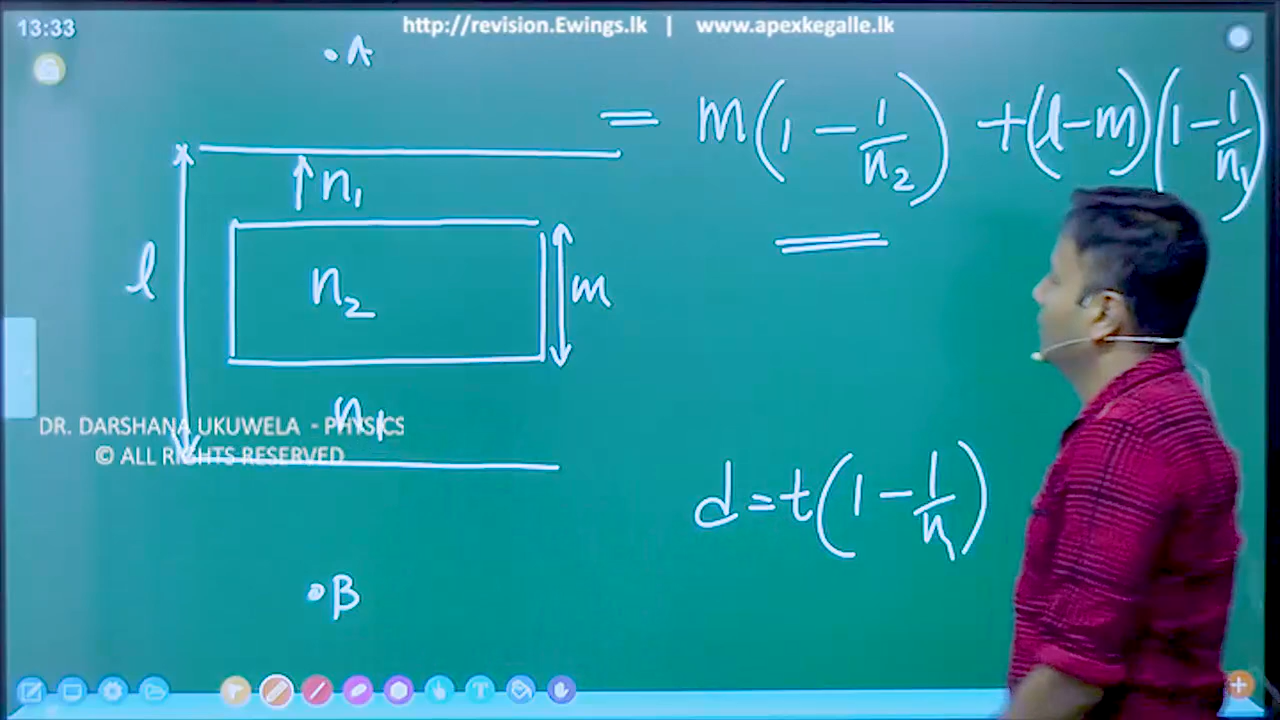 13:33
http://revision.Ewings.lk | www.apexkegalle.lk
.A
= m(1 - 1/n₂) + (l-m)(1 - 1/n₁)
n₁
l
n₂
m
n₁
DR. DARSHANA UKUWELA - PHYSICS
© ALL RIGHTS RESERVED
d=t(1 - 1/n)
.B
T